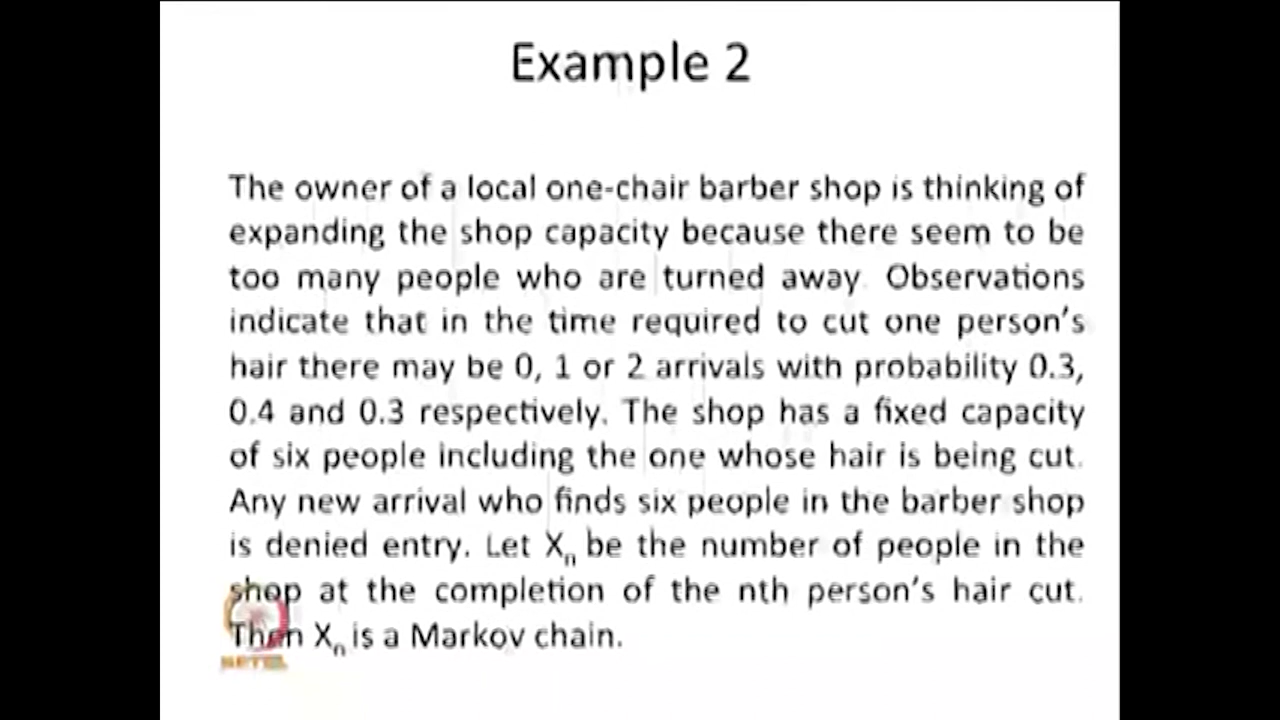 Example 2
The owner of a local one-chair barber shop is thinking of
expanding the shop capacity because there seem to be
too many people who are turned away. Observations
indicate that in the time required to cut one person's
hair there may be 0, 1 or 2 arrivals with probability 0.3,
0.4 and 0.3 respectively. The shop has a fixed capacity
of six people including the one whose hair is being cut.
Any new arrival who finds six people in the barber shop
is denied entry. Let Xₙ be the number of people in the
shop at the completion of the nth person's hair cut.
Then Xₙ is a Markov chain.
NPTEL